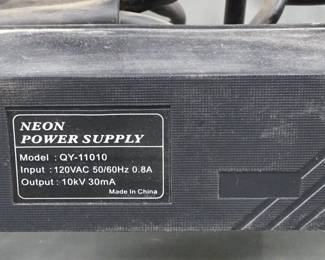 NEON
POWER SUPPLY
Model : QY-11010
Input : 120VAC 50/60Hz 0.8A
Output : 10kV 30mA
Made In China